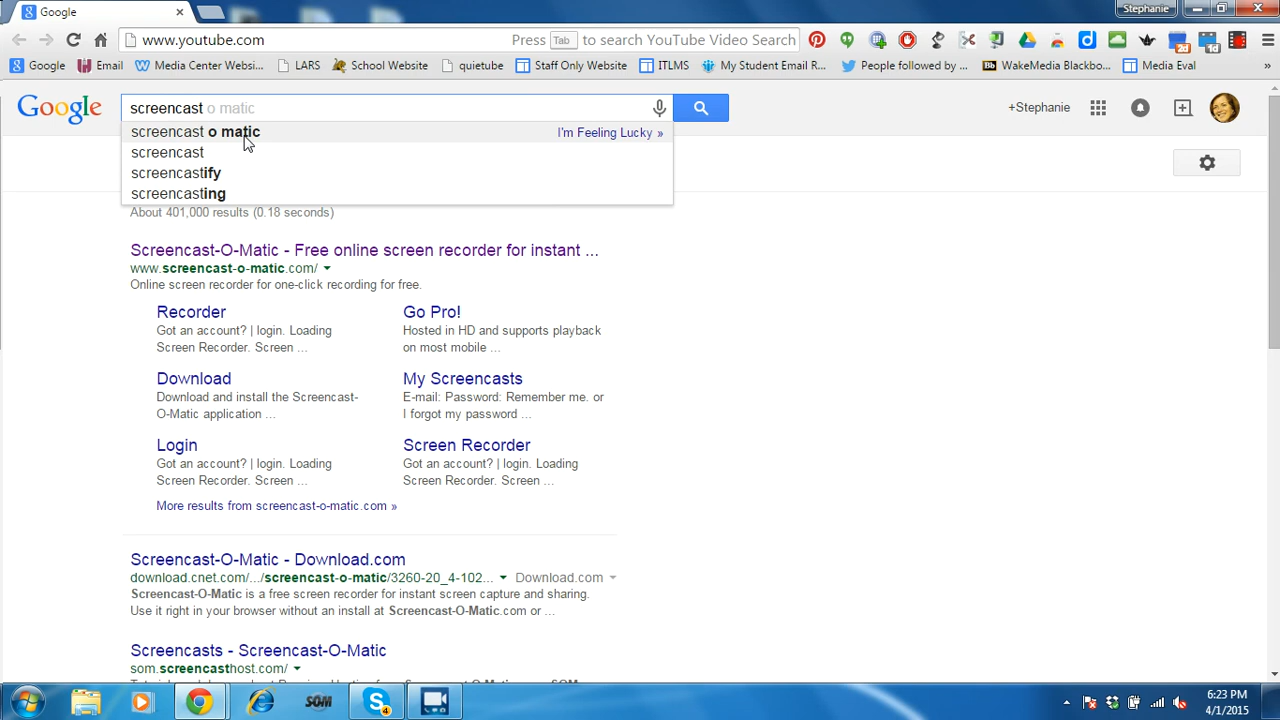 Google
Stephanie
www.youtube.com
Press Tab to search YouTube Video Search
2d
1d
Google
Email
Media Center Websi...
LARS
School Website
quietube
Staff Only Website
ITLMS
My Student Email R...
People followed by ...
Bb WakeMedia Blackbo...
Media Eval
»
Google
screencast o matic
+Stephanie
screencast o matic
I'm Feeling Lucky »
screencast
screencastify
screencasting
About 401,000 results (0.18 seconds)
Screencast-O-Matic - Free online screen recorder for instant ...
www.screencast-o-matic.com/
Online screen recorder for one-click recording for free.
Recorder
Got an account? | login. Loading
Screen Recorder. Screen ...
Go Pro!
Hosted in HD and supports playback
on most mobile ...
Download
Download and install the Screencast-
O-Matic application ...
My Screencasts
E-mail: Password: Remember me. or
I forgot my password ...
Login
Got an account? | login. Loading
Screen Recorder. Screen ...
Screen Recorder
Got an account? | login. Loading
Screen Recorder. Screen ...
More results from screencast-o-matic.com »
Screencast-O-Matic - Download.com
download.cnet.com/.../screencast-o-matic/3260-20_4-102... Download.com
Screencast-O-Matic is a free screen recorder for instant screen capture and sharing.
Use it right in your browser without an install at Screencast-O-Matic.com or ...
Screencasts - Screencast-O-Matic
som.screencasthost.com/
SOM
4
6:23 PM
4/1/2015